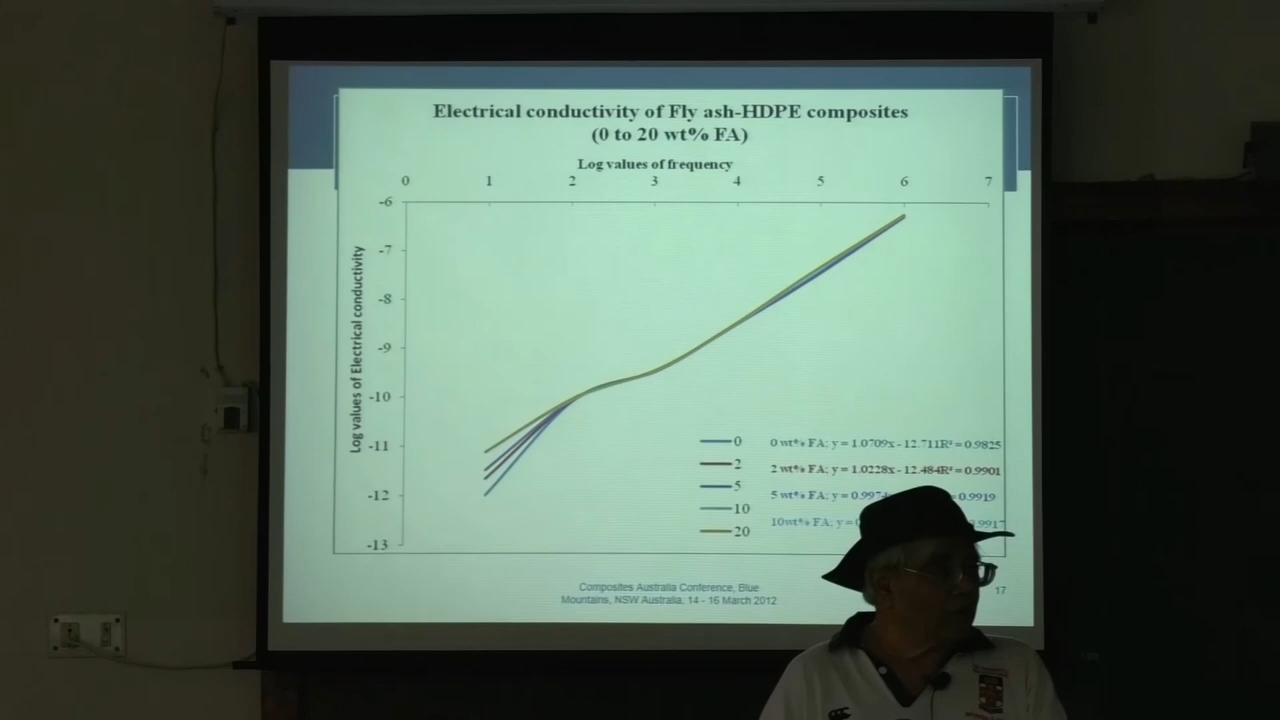 Electrical conductivity of Fly ash-HDPE composites
(0 to 20 wt% FA)
Log values of frequency
0 1 2 3 4 5 6 7
Log values of Electrical conductivity
-6
-7
-8
-9
-10
-11
-12
-13
0
2
5
10
20
0 wt% FA; y = 1.0709x - 12.711R² = 0.9825
2 wt% FA; y = 1.0228x - 12.484R² = 0.9901
5 wt% FA; y = 0.997 = 0.9919
10wt% FA; y =
Composites Australia Conference, Blue
Mountains, NSW Australia, 14 - 16 March 2012
17